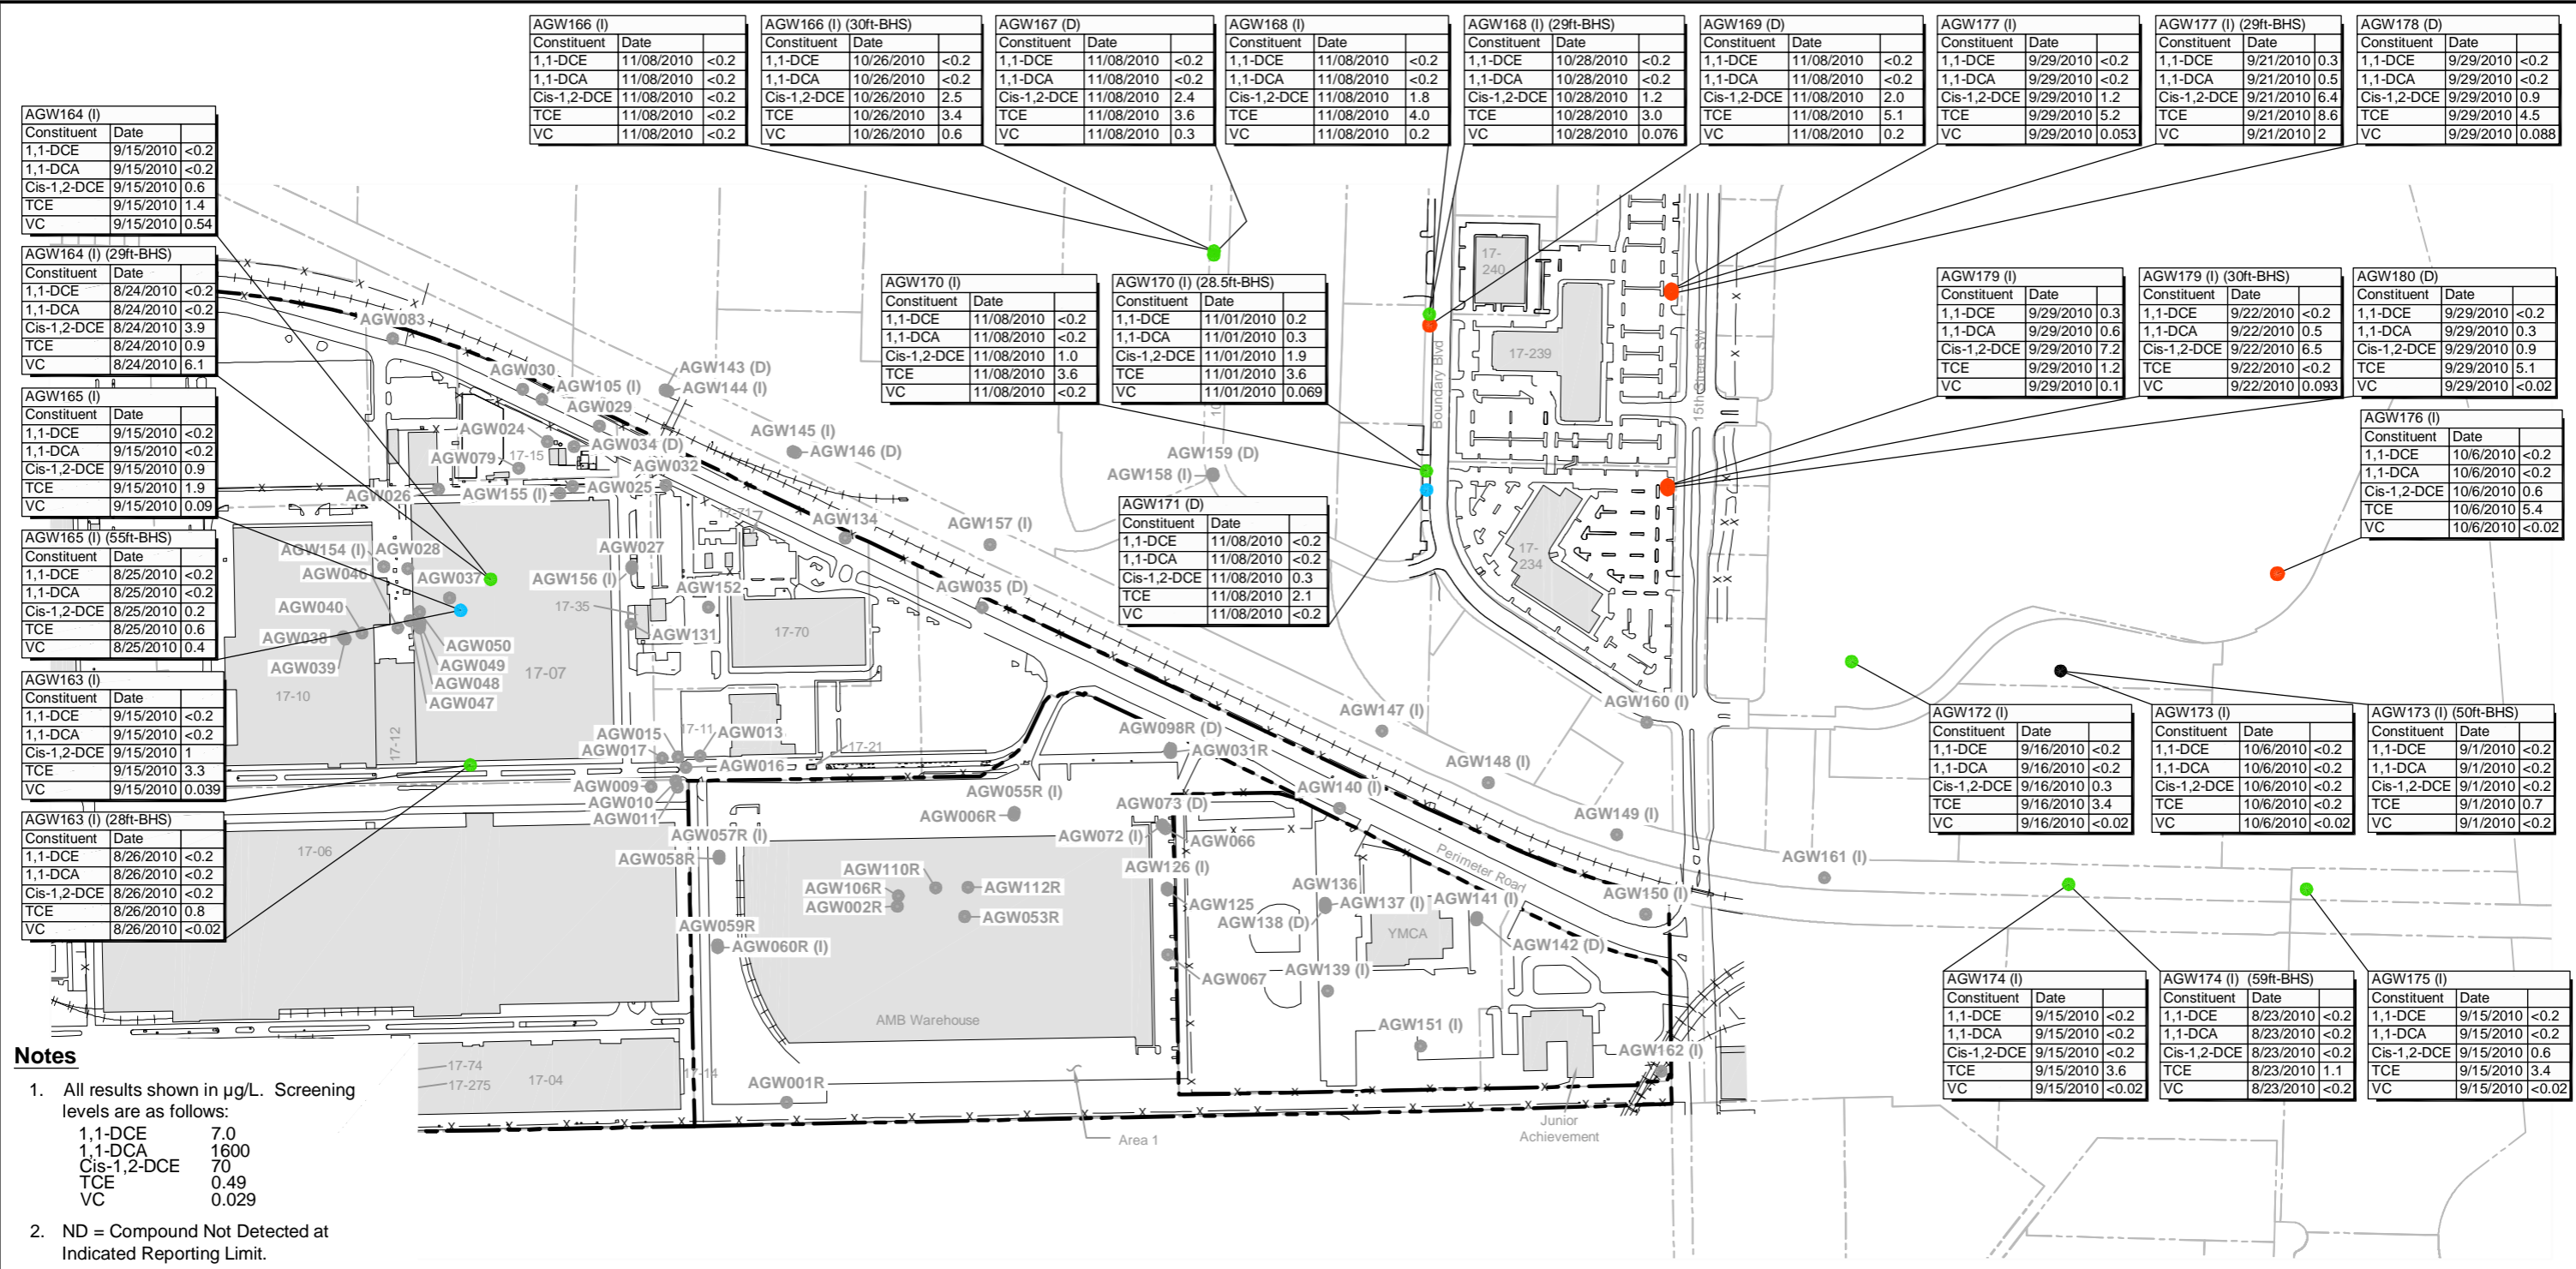 AGW166 (I)
Constituent Date
1,1-DCE 11/08/2010 <0.2
1,1-DCA 11/08/2010 <0.2
Cis-1,2-DCE 11/08/2010 <0.2
TCE 11/08/2010 <0.2
VC 11/08/2010 <0.2
AGW166 (I) (30ft-BHS)
Constituent Date
1,1-DCE 10/26/2010 <0.2
1,1-DCA 10/26/2010 <0.2
Cis-1,2-DCE 10/26/2010 2.5
TCE 10/26/2010 3.4
VC 10/26/2010 0.6
AGW167 (D)
Constituent Date
1,1-DCE 11/08/2010 <0.2
1,1-DCA 11/08/2010 <0.2
Cis-1,2-DCE 11/08/2010 2.4
TCE 11/08/2010 3.6
VC 11/08/2010 0.3
AGW168 (I)
Constituent Date
1,1-DCE 11/08/2010 <0.2
1,1-DCA 11/08/2010 <0.2
Cis-1,2-DCE 11/08/2010 1.8
TCE 11/08/2010 4.0
VC 11/08/2010 0.2
AGW168 (I) (29ft-BHS)
Constituent Date
1,1-DCE 10/28/2010 <0.2
1,1-DCA 10/28/2010 <0.2
Cis-1,2-DCE 10/28/2010 1.2
TCE 10/28/2010 3.0
VC 10/28/2010 0.076
AGW169 (D)
Constituent Date
1,1-DCE 11/08/2010 <0.2
1,1-DCA 11/08/2010 <0.2
Cis-1,2-DCE 11/08/2010 2.0
TCE 11/08/2010 5.1
VC 11/08/2010 0.2
AGW177 (I)
Constituent Date
1,1-DCE 9/29/2010 <0.2
1,1-DCA 9/29/2010 <0.2
Cis-1,2-DCE 9/29/2010 1.2
TCE 9/29/2010 5.2
VC 9/29/2010 0.053
AGW177 (I) (29ft-BHS)
Constituent Date
1,1-DCE 9/21/2010 0.3
1,1-DCA 9/21/2010 0.5
Cis-1,2-DCE 9/21/2010 6.4
TCE 9/21/2010 8.6
VC 9/21/2010 2
AGW178 (D)
Constituent Date
1,1-DCE 9/29/2010 <0.2
1,1-DCA 9/29/2010 <0.2
Cis-1,2-DCE 9/29/2010 0.9
TCE 9/29/2010 4.5
VC 9/29/2010 0.088
AGW164 (I)
Constituent Date
1,1-DCE 9/15/2010 <0.2
1,1-DCA 9/15/2010 <0.2
Cis-1,2-DCE 9/15/2010 0.6
TCE 9/15/2010 1.4
VC 9/15/2010 0.54
AGW164 (I) (29ft-BHS)
Constituent Date
1,1-DCE 8/24/2010 <0.2
1,1-DCA 8/24/2010 <0.2
Cis-1,2-DCE 8/24/2010 3.9
TCE 8/24/2010 0.9
VC 8/24/2010 6.1
AGW165 (I)
Constituent Date
1,1-DCE 9/15/2010 <0.2
1,1-DCA 9/15/2010 <0.2
Cis-1,2-DCE 9/15/2010 0.9
TCE 9/15/2010 1.9
VC 9/15/2010 0.09
AGW165 (I) (55ft-BHS)
Constituent Date
1,1-DCE 8/25/2010 <0.2
1,1-DCA 8/25/2010 <0.2
Cis-1,2-DCE 8/25/2010 0.2
TCE 8/25/2010 0.6
VC 8/25/2010 0.4
AGW163 (I)
Constituent Date
1,1-DCE 9/15/2010 <0.2
1,1-DCA 9/15/2010 <0.2
Cis-1,2-DCE 9/15/2010 1
TCE 9/15/2010 3.3
VC 9/15/2010 0.039
AGW163 (I) (28ft-BHS)
Constituent Date
1,1-DCE 8/26/2010 <0.2
1,1-DCA 8/26/2010 <0.2
Cis-1,2-DCE 8/26/2010 <0.2
TCE 8/26/2010 0.8
VC 8/26/2010 <0.02
AGW170 (I)
Constituent Date
1,1-DCE 11/08/2010 <0.2
1,1-DCA 11/08/2010 <0.2
Cis-1,2-DCE 11/08/2010 1.0
TCE 11/08/2010 3.6
VC 11/08/2010 <0.2
AGW170 (I) (28.5ft-BHS)
Constituent Date
1,1-DCE 11/01/2010 0.2
1,1-DCA 11/01/2010 0.3
Cis-1,2-DCE 11/01/2010 1.9
TCE 11/01/2010 3.6
VC 11/01/2010 0.069
AGW171 (D)
Constituent Date
1,1-DCE 11/08/2010 <0.2
1,1-DCA 11/08/2010 <0.2
Cis-1,2-DCE 11/08/2010 0.3
TCE 11/08/2010 2.1
VC 11/08/2010 <0.2
AGW179 (I)
Constituent Date
1,1-DCE 9/29/2010 0.3
1,1-DCA 9/29/2010 0.6
Cis-1,2-DCE 9/29/2010 7.2
TCE 9/29/2010 1.2
VC 9/29/2010 0.1
AGW179 (I) (30ft-BHS)
Constituent Date
1,1-DCE 9/22/2010 <0.2
1,1-DCA 9/22/2010 0.5
Cis-1,2-DCE 9/22/2010 6.5
TCE 9/22/2010 <0.2
VC 9/22/2010 0.093
AGW180 (D)
Constituent Date
1,1-DCE 9/29/2010 <0.2
1,1-DCA 9/29/2010 0.3
Cis-1,2-DCE 9/29/2010 0.9
TCE 9/29/2010 5.1
VC 9/29/2010 <0.02
AGW176 (I)
Constituent Date
1,1-DCE 10/6/2010 <0.2
1,1-DCA 10/6/2010 <0.2
Cis-1,2-DCE 10/6/2010 0.6
TCE 10/6/2010 5.4
VC 10/6/2010 <0.02
AGW172 (I)
Constituent Date
1,1-DCE 9/16/2010 <0.2
1,1-DCA 9/16/2010 <0.2
Cis-1,2-DCE 9/16/2010 0.3
TCE 9/16/2010 3.4
VC 9/16/2010 <0.02
AGW173 (I)
Constituent Date
1,1-DCE 10/6/2010 <0.2
1,1-DCA 10/6/2010 <0.2
Cis-1,2-DCE 10/6/2010 <0.2
TCE 10/6/2010 <0.2
VC 10/6/2010 <0.02
AGW173 (I) (50ft-BHS)
Constituent Date
1,1-DCE 9/1/2010 <0.2
1,1-DCA 9/1/2010 <0.2
Cis-1,2-DCE 9/1/2010 <0.2
TCE 9/1/2010 0.7
VC 9/1/2010 <0.2
AGW174 (I)
Constituent Date
1,1-DCE 9/15/2010 <0.2
1,1-DCA 9/15/2010 <0.2
Cis-1,2-DCE 9/15/2010 <0.2
TCE 9/15/2010 3.6
VC 9/15/2010 <0.02
AGW174 (I) (59ft-BHS)
Constituent Date
1,1-DCE 8/23/2010 <0.2
1,1-DCA 8/23/2010 <0.2
Cis-1,2-DCE 8/23/2010 <0.2
TCE 8/23/2010 1.1
VC 8/23/2010 <0.2
AGW175 (I)
Constituent Date
1,1-DCE 9/15/2010 <0.2
1,1-DCA 9/15/2010 <0.2
Cis-1,2-DCE 9/15/2010 0.6
TCE 9/15/2010 3.4
VC 9/15/2010 <0.02
AGW083
AGW030
AGW105 (I)
AGW029
AGW143 (D)
AGW144 (I)
AGW024
AGW034 (D)
AGW079
17-15
AGW032
AGW026
AGW155 (I)
AGW025
AGW145 (I)
AGW146 (D)
AGW159 (D)
AGW158 (I)
17-71
AGW134
AGW157 (I)
AGW154 (I)
AGW028
AGW027
AGW046
AGW037
AGW156 (I)
AGW035 (D)
AGW040
17-35
AGW152
AGW038
AGW131
17-70
AGW039
AGW050
AGW049
AGW048
AGW047
17-07
17-10
17-12
17-240
17-239
17-234
Boundary Blvd
15th Street SW
AGW015
17-11
AGW013
AGW017
17-21
AGW016
AGW009
AGW010
AGW011
AGW098R (D)
AGW031R
AGW147 (I)
AGW160 (I)
AGW148 (I)
AGW055R (I)
AGW006R
AGW140 (I)
AGW073 (D)
AGW072 (I)
AGW066
AGW149 (I)
AGW057R (I)
AGW058R
17-06
Perimeter Road
AGW161 (I)
AGW110R
AGW126 (I)
AGW106R
AGW112R
AGW002R
AGW053R
AGW125
AGW136
AGW137 (I)
AGW138 (D)
AGW141 (I)
AGW150 (I)
AGW059R
AGW060R (I)
YMCA
AGW142 (D)
AGW067
AGW139 (I)
AMB Warehouse
AGW151 (I)
AGW162 (I)
17-74
17-275
17-04
17-14
AGW001R
Area 1
Junior
Achievement
Notes
1. All results shown in µg/L. Screening
levels are as follows:
1,1-DCE 7.0
1,1-DCA 1600
Cis-1,2-DCE 70
TCE 0.49
VC 0.029
2. ND = Compound Not Detected at
Indicated Reporting Limit.